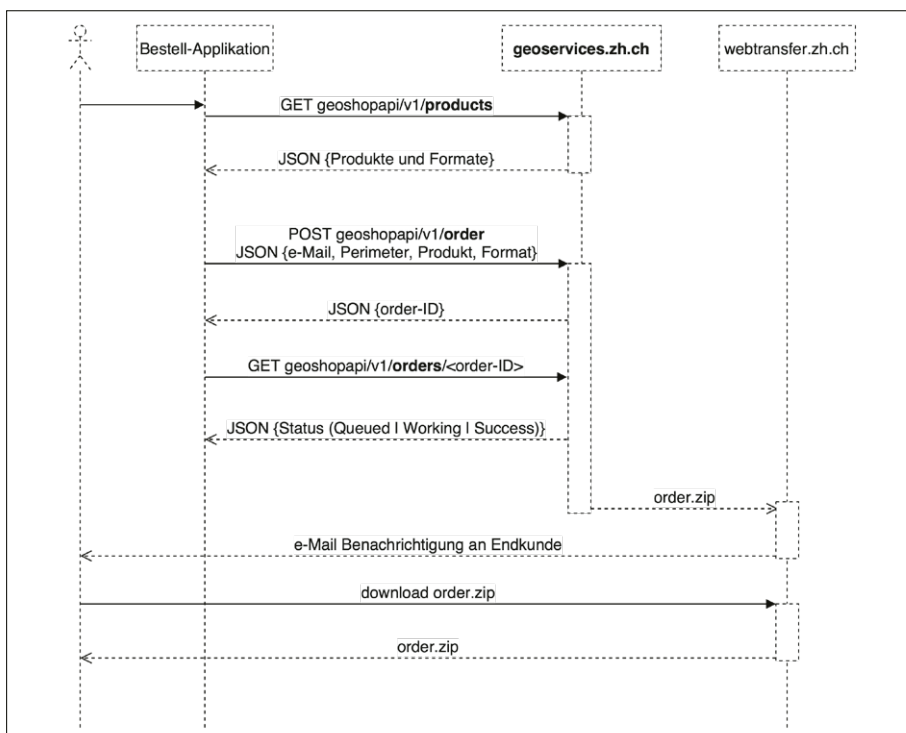 Bestell-Applikation
geoservices.zh.ch
webtransfer.zh.ch
GET geoshopapi/v1/products
JSON {Produkte und Formate}
POST geoshopapi/v1/order
JSON {e-Mail, Perimeter, Produkt, Format}
JSON {order-ID}
GET geoshopapi/v1/orders/<order-ID>
JSON {Status (Queued | Working | Success)}
order.zip
e-Mail Benachrichtigung an Endkunde
download order.zip
order.zip